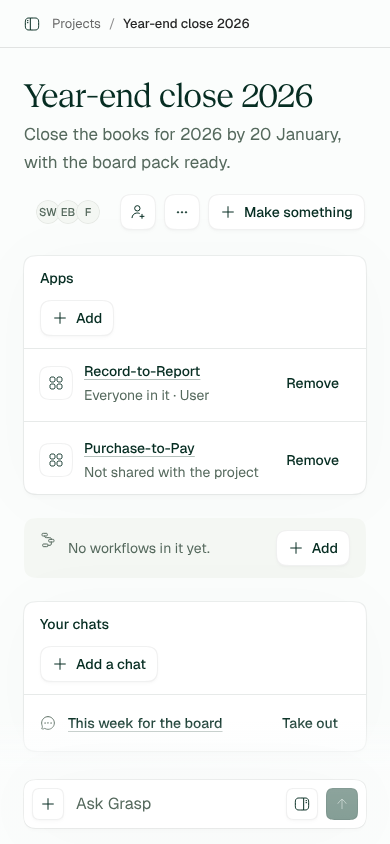 Projects / Year-end close 2026
Year-end close 2026
Close the books for 2026 by 20 January,
with the board pack ready.
SW EB F
Make something
Apps
Add
Record-to-Report
Everyone in it · User
Remove
Purchase-to-Pay
Not shared with the project
Remove
No workflows in it yet.
Add
Your chats
Add a chat
This week for the board
Take out
Ask Grasp